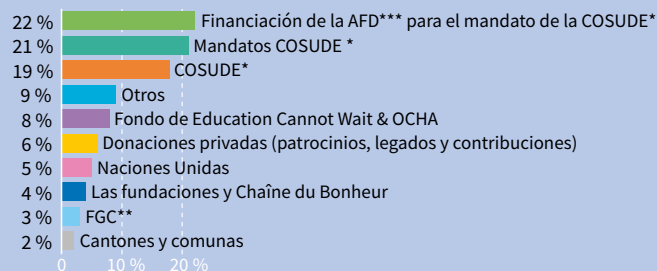 22 % Financiación de la AFD*** para el mandato de la COSUDE*
21 % Mandatos COSUDE *
19 % COSUDE*
9 % Otros
8 % Fondo de Education Cannot Wait & OCHA
6 % Donaciones privadas (patrocinios, legados y contribuciones)
5 % Naciones Unidas
4 % Las fundaciones y Chaîne du Bonheur
3 % FGC**
2 % Cantones y comunas
0 10 % 20 %